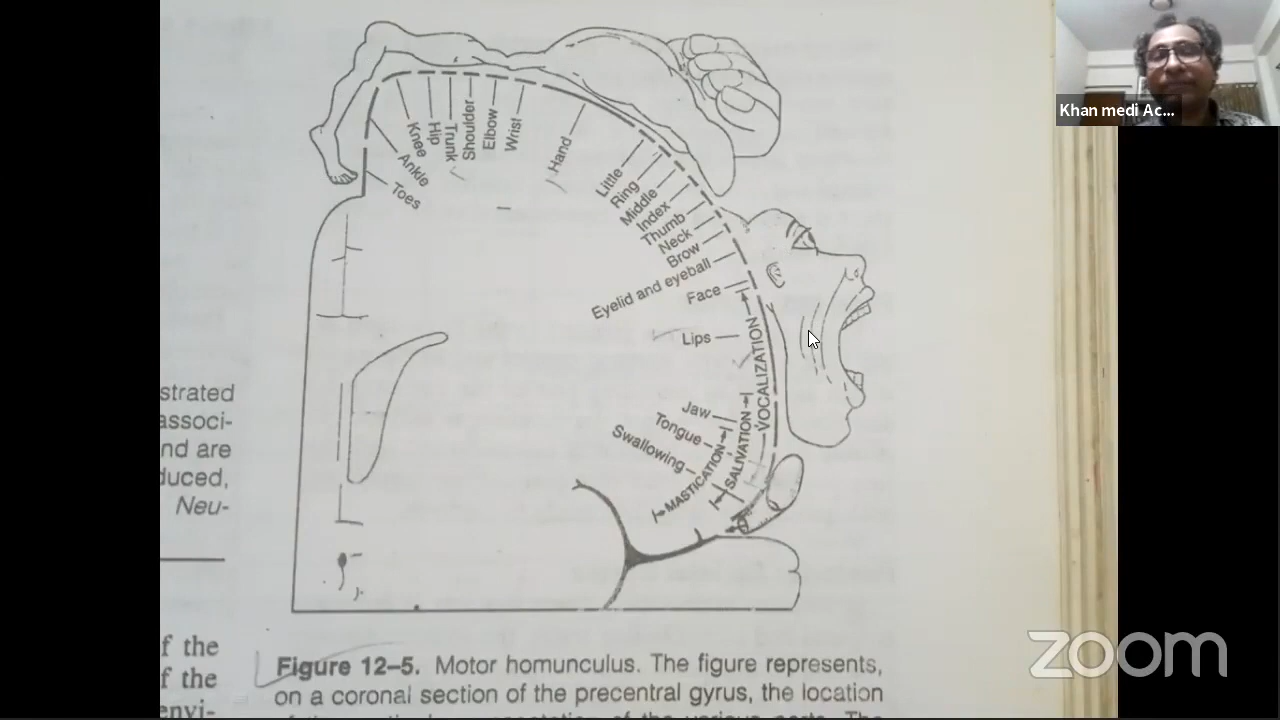 Khan medi Ac...
Knee
Hip
Trunk
Shoulder
Elbow
Wrist
Hand
Ankle
Toes
Little
Ring
Middle
Index
Thumb
Neck
Brow
Eyelid and eyeball
Face
Lips
VOCALIZATION
Jaw
Tongue
Swallowing
SALIVATION
MASTICATION
strated
associ-
nd are
duced,
Neu-
f the
f the
envi-
Figure 12–5. Motor homunculus. The figure represents,
on a coronal section of the precentral gyrus, the location
zoom